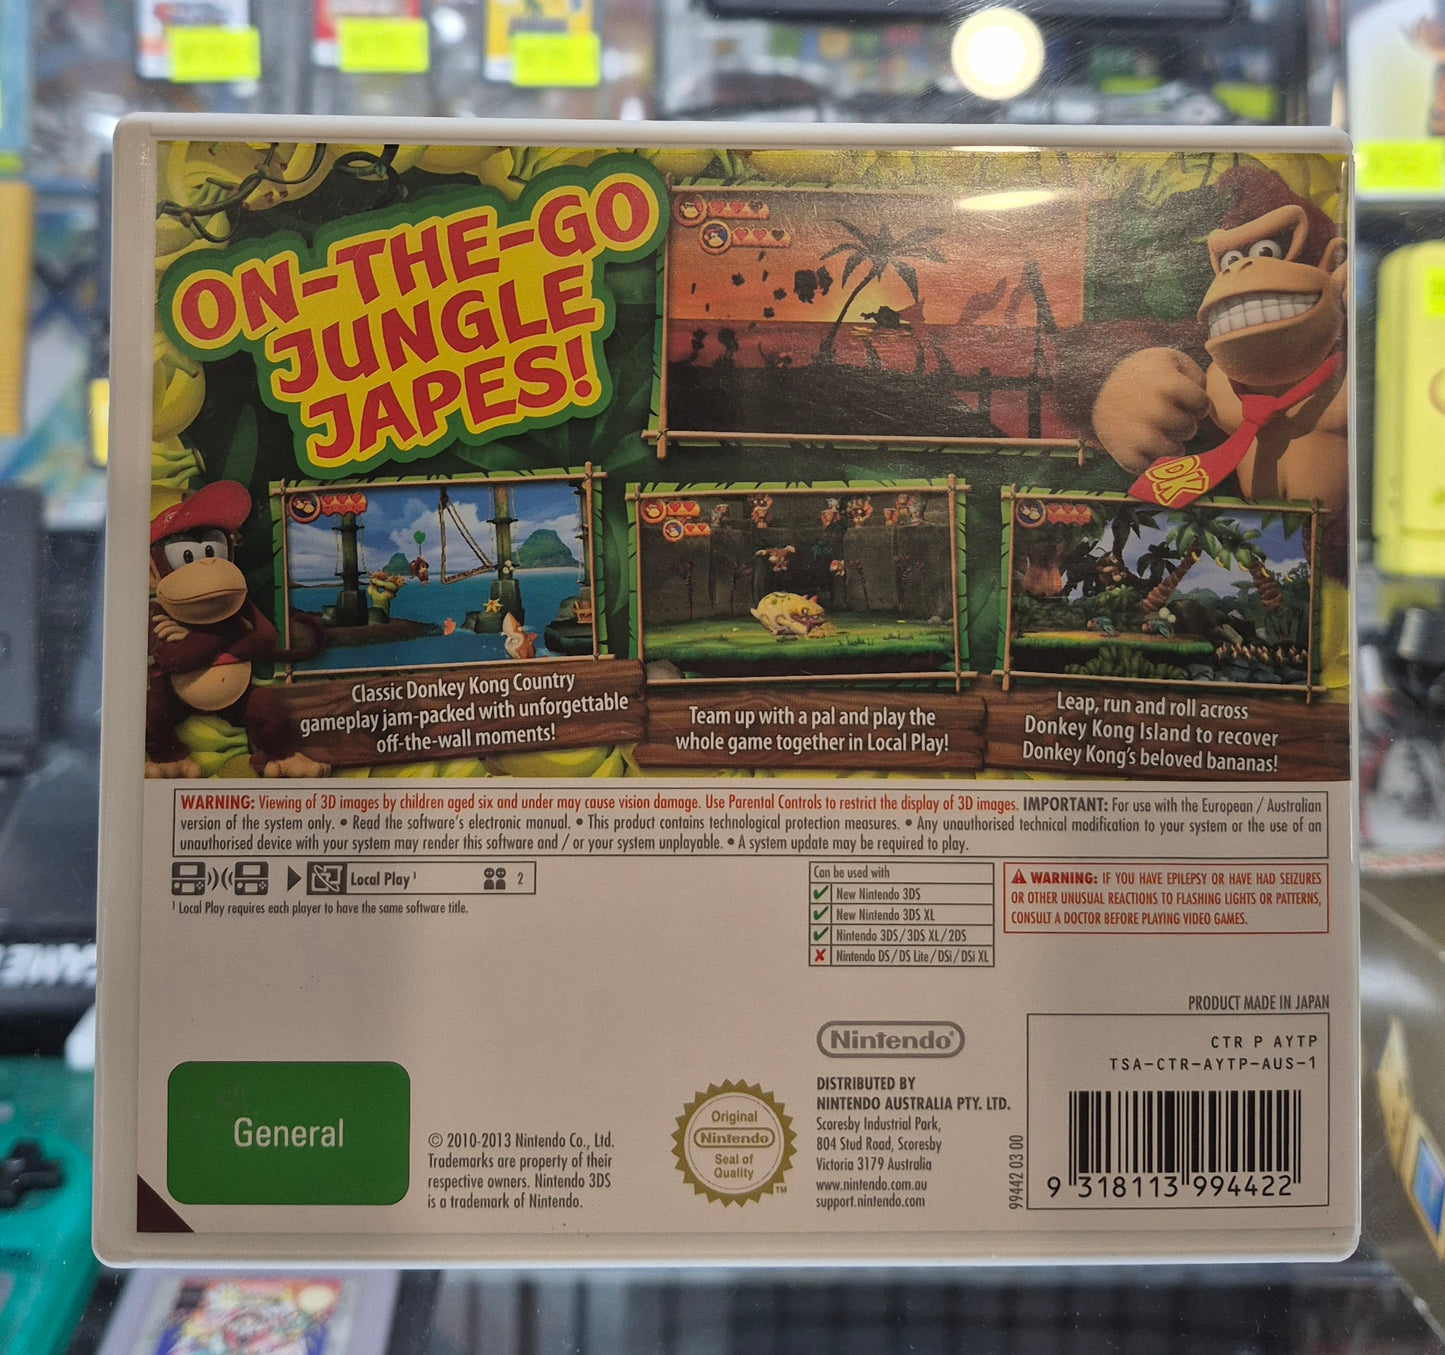 ON-THE-GO
JUNGLE
JAPES!
DK
Classic Donkey Kong Country
gameplay jam-packed with unforgettable
off-the-wall moments!
Team up with a pal and play the
whole game together in Local Play!
Leap, run and roll across
Donkey Kong Island to recover
Donkey Kong's beloved bananas!
WARNING: Viewing of 3D images by children aged six and under may cause vision damage. Use Parental Controls to restrict the display of 3D images. IMPORTANT: For use with the European / Australian
version of the system only. • Read the software's electronic manual. • This product contains technological protection measures. • Any unauthorised technical modification to your system or the use of an
unauthorised device with your system may render this software and / or your system unplayable. • A system update may be required to play.
Local Play¹ 2
¹ Local Play requires each player to have the same software title.
Can be used with
✔ New Nintendo 3DS
✔ New Nintendo 3DS XL
✔ Nintendo 3DS/3DS XL/2DS
✘ Nintendo DS/DS Lite/DSi/DSi XL
WARNING: IF YOU HAVE EPILEPSY OR HAVE HAD SEIZURES
OR OTHER UNUSUAL REACTIONS TO FLASHING LIGHTS OR PATTERNS,
CONSULT A DOCTOR BEFORE PLAYING VIDEO GAMES.
General
© 2010-2013 Nintendo Co., Ltd.
Trademarks are property of their
respective owners. Nintendo 3DS
is a trademark of Nintendo.
Original
Nintendo
Seal of
Quality
TM
Nintendo®
DISTRIBUTED BY
NINTENDO AUSTRALIA PTY. LTD.
Scoresby Industrial Park,
804 Stud Road, Scoresby
Victoria 3179 Australia
www.nintendo.com.au
support.nintendo.com
PRODUCT MADE IN JAPAN
CTR P AYTP
TSA-CTR-AYTP-AUS-1
99442 03 00
9 318113 994422